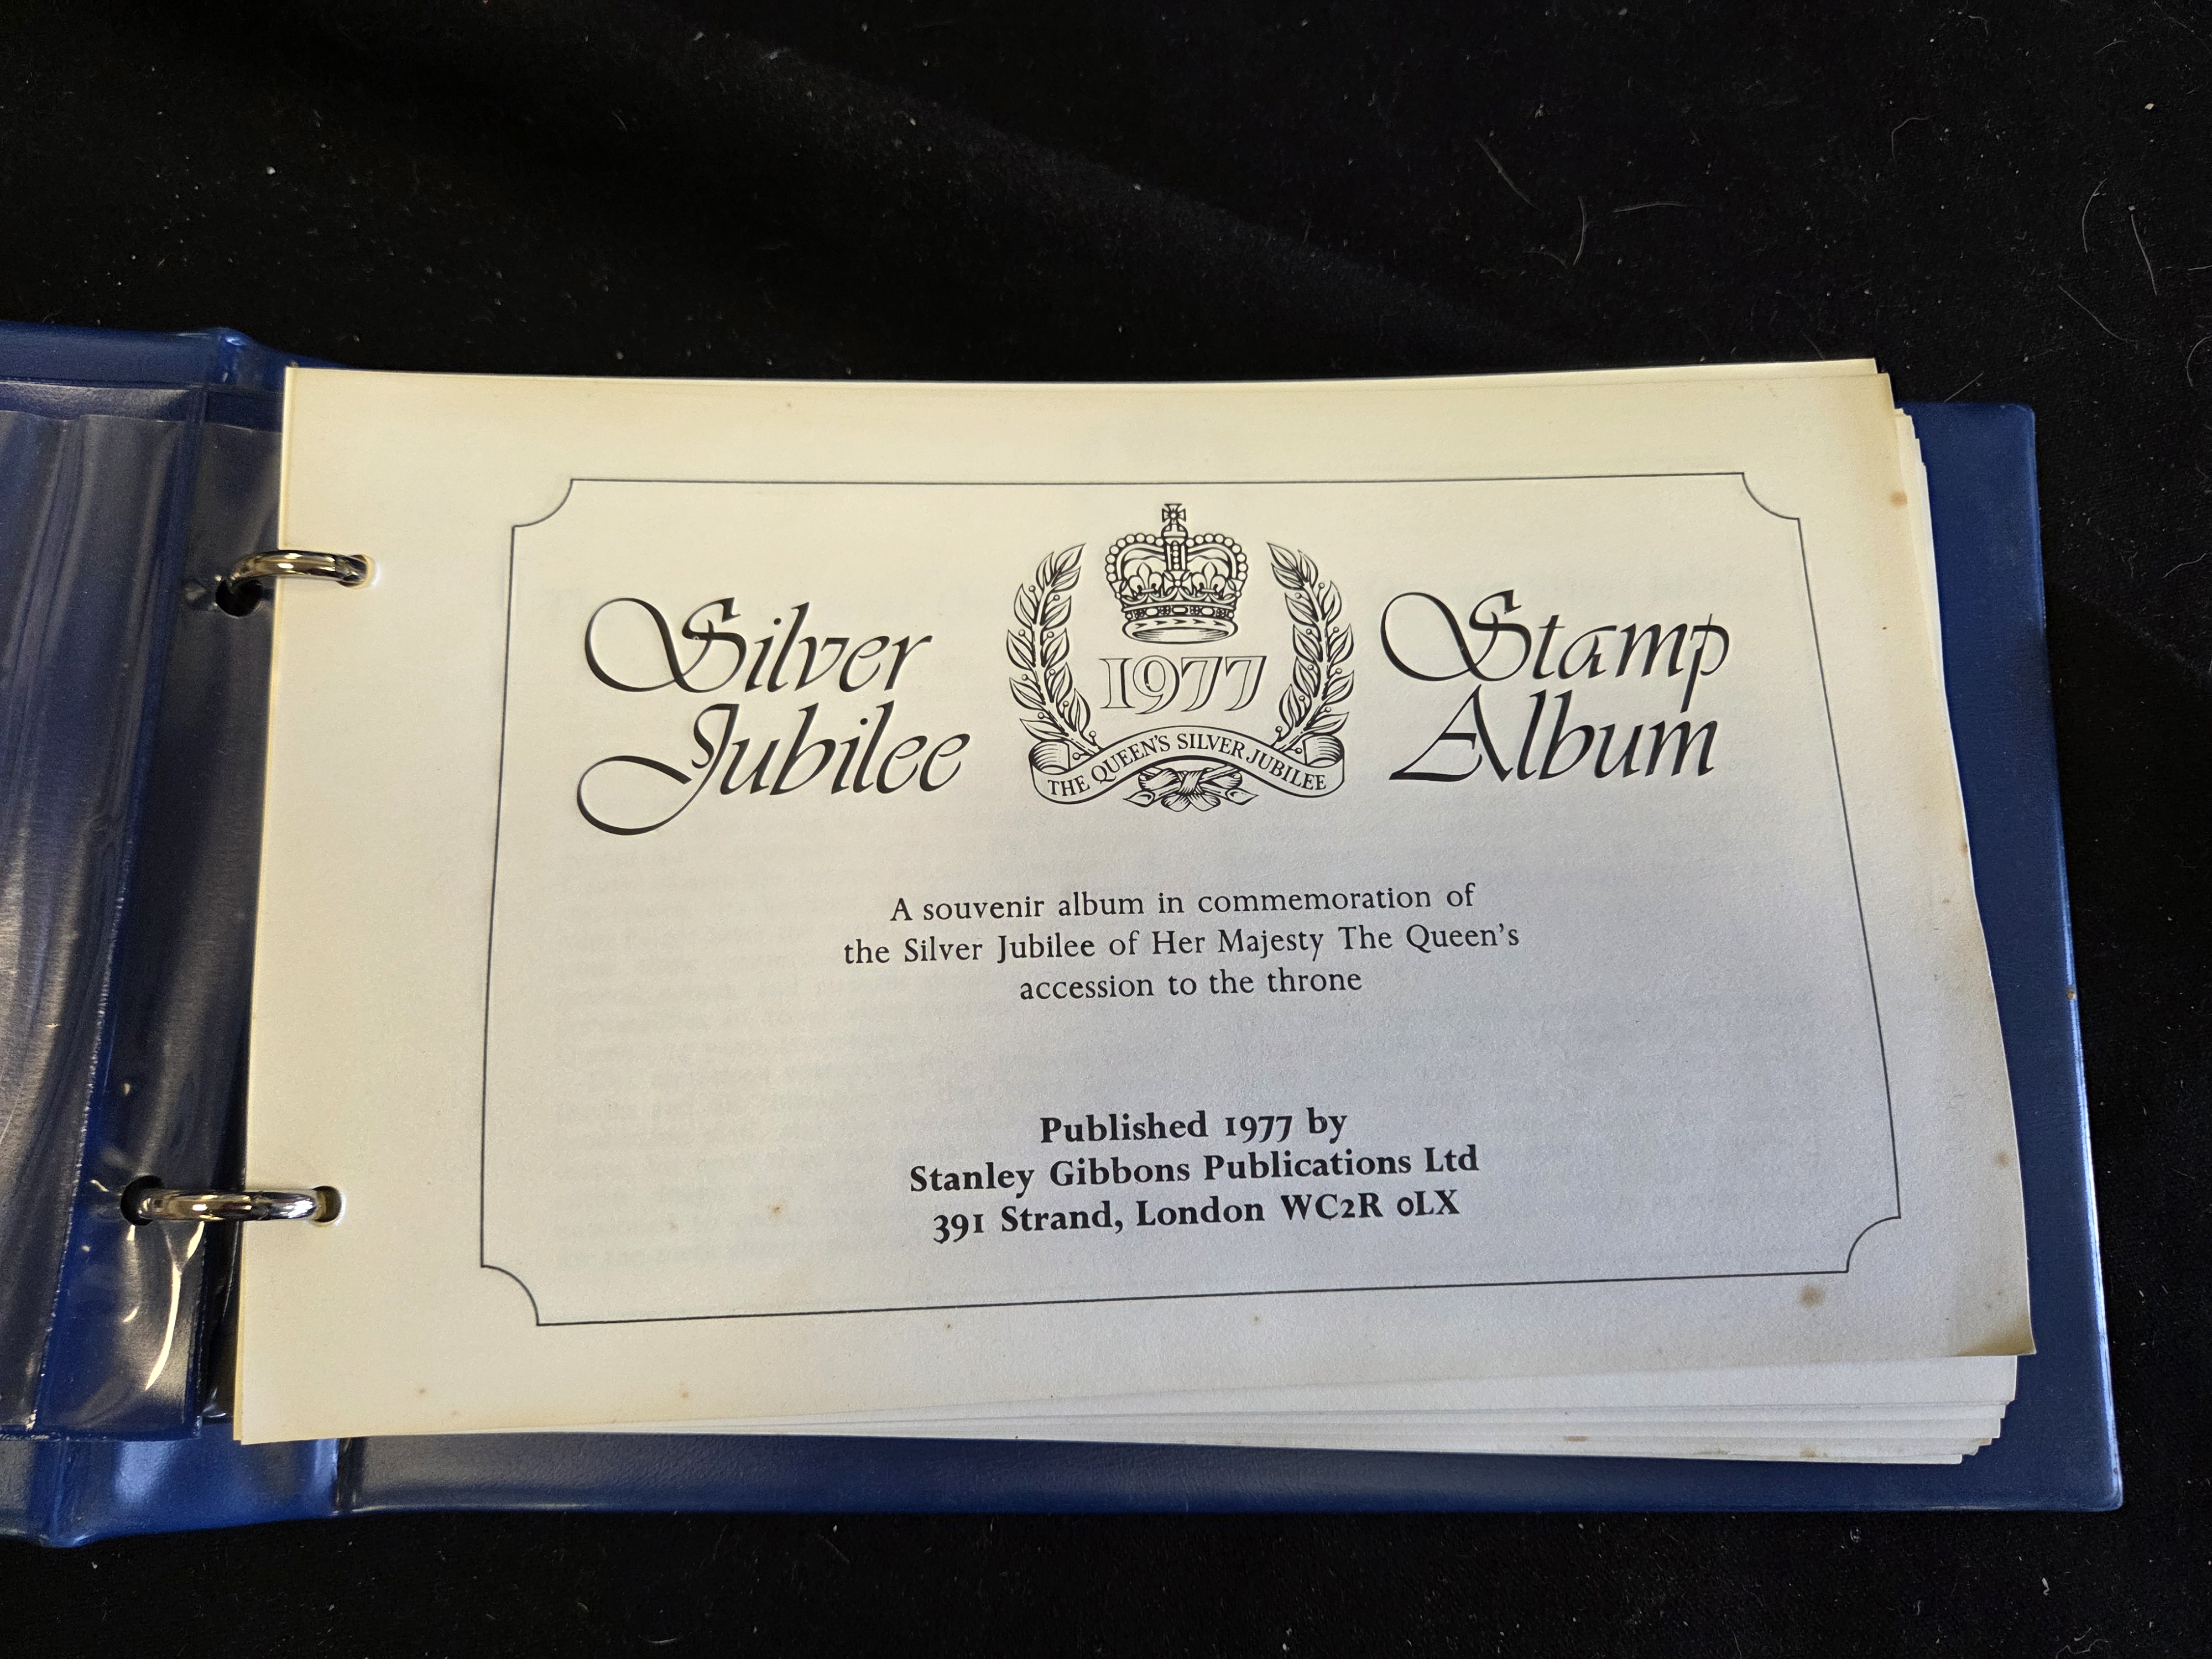 Silver
Jubilee
1977
THE QUEEN'S SILVER JUBILEE
Stamp
Album
A souvenir album in commemoration of
the Silver Jubilee of Her Majesty The Queen's
accession to the throne
Published 1977 by
Stanley Gibbons Publications Ltd
391 Strand, London WC2R 0LX